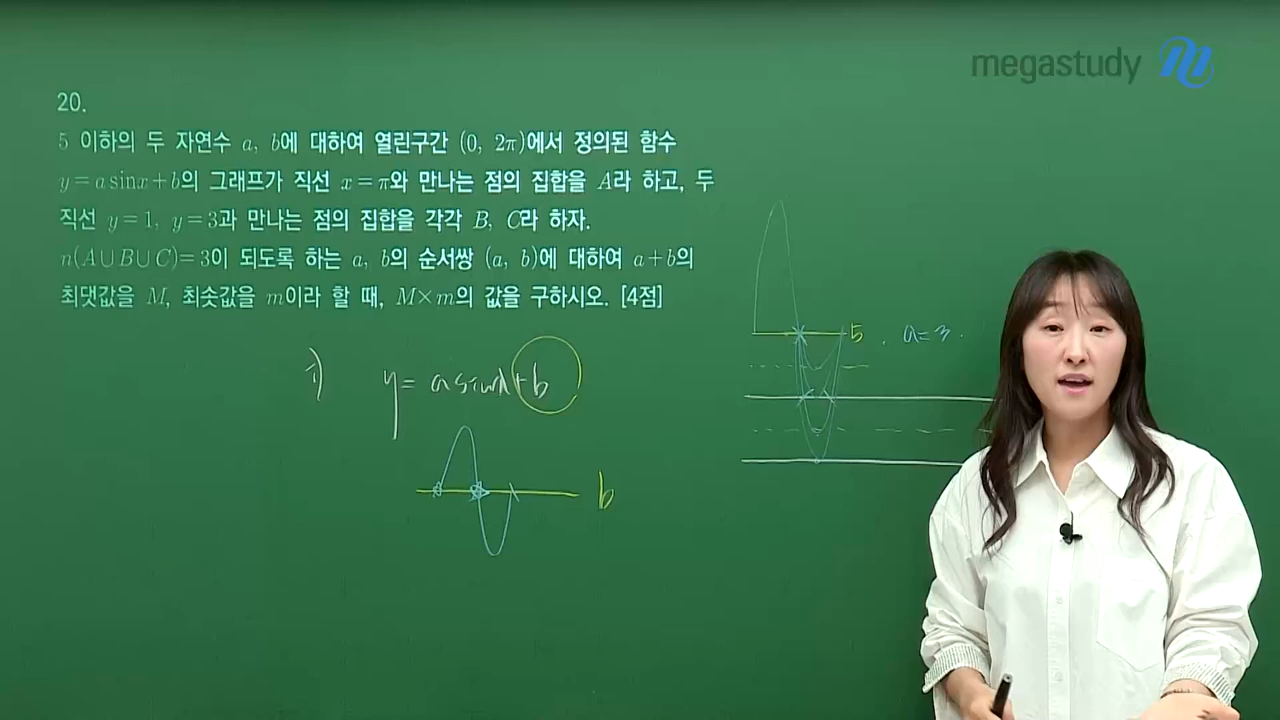 megastudy
20.
5 이하의 두 자연수 a, b에 대하여 열린구간 (0, 2π)에서 정의된 함수
y=a sinx+b의 그래프가 직선 x=π와 만나는 점의 집합을 A라 하고, 두
직선 y=1, y=3과 만나는 점의 집합을 각각 B, C라 하자.
n(A∪B∪C)=3이 되도록 하는 a, b의 순서쌍 (a, b)에 대하여 a+b의
최댓값을 M, 최솟값을 m이라 할 때, M×m의 값을 구하시오. [4점]
i) y= a sinx+b
b
5 . a=3.